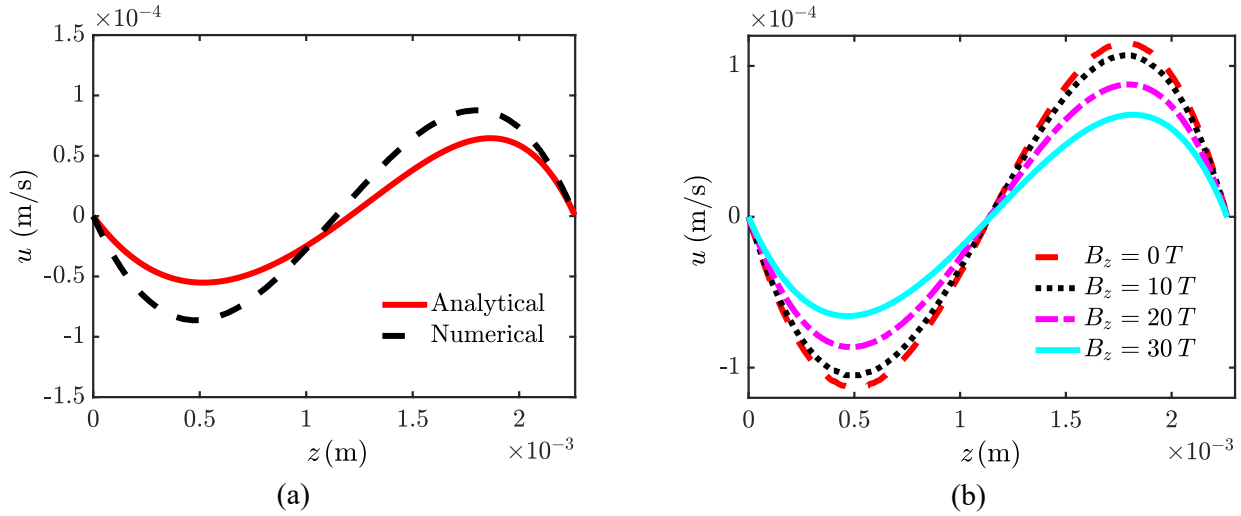 ×10⁻⁴
1.5
1
0.5
0
-0.5
-1
-1.5
u (m/s)
Analytical
Numerical
0 0.5 1 1.5 2
z (m) ×10⁻³
(a)
×10⁻⁴
1
0
-1
u (m/s)
B_z = 0 T
B_z = 10 T
B_z = 20 T
B_z = 30 T
0 0.5 1 1.5 2
z (m) ×10⁻³
(b)